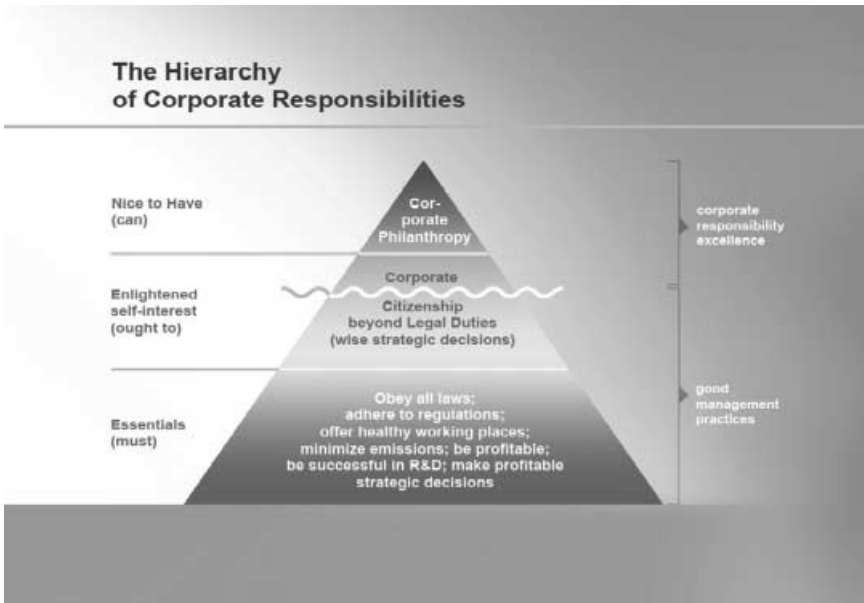 The Hierarchy
of Corporate Responsibilities
Nice to Have
(can)
Cor-
porate
Philanthropy
corporate
responsibility
excellence
Enlightened
self-interest
(ought to)
Corporate
Citizenship
beyond Legal Duties
(wise strategic decisions)
Essentials
(must)
Obey all laws;
adhere to regulations;
offer healthy working places;
minimize emissions; be profitable;
be successful in R&D; make profitable
strategic decisions
gond
management
practices